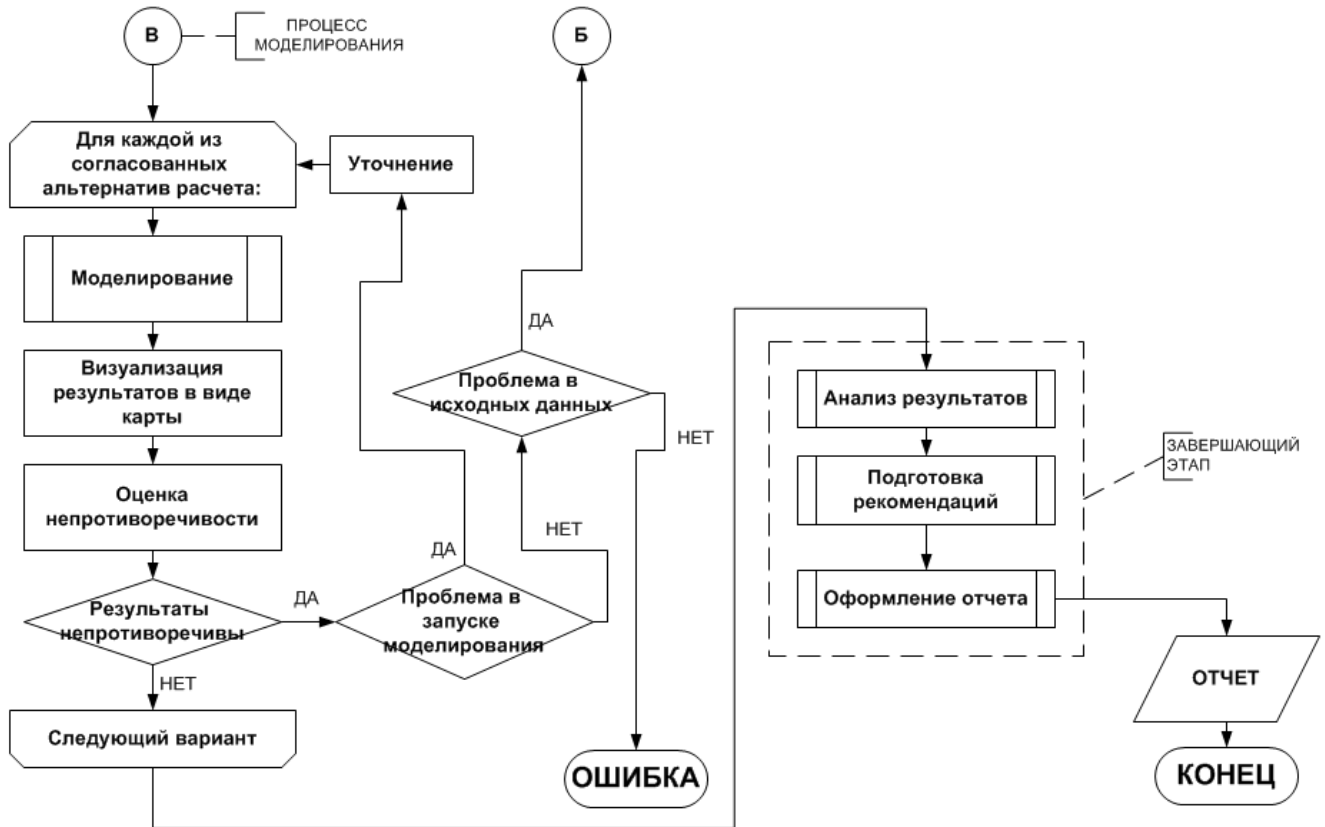 В
ПРОЦЕСС
МОДЕЛИРОВАНИЯ
Б
Для каждой из
согласованных
альтернатив расчета:
Уточнение
Моделирование
Визуализация
результатов в виде
карты
Оценка
непротиворечивости
Результаты
непротиворечивы
ДА
НЕТ
Следующий вариант
Проблема в
запуске
моделирования
ДА
НЕТ
Проблема в
исходных данных
ДА
НЕТ
ОШИБКА
Анализ результатов
Подготовка
рекомендаций
Оформление отчета
ЗАВЕРШАЮЩИЙ
ЭТАП
ОТЧЕТ
КОНЕЦ